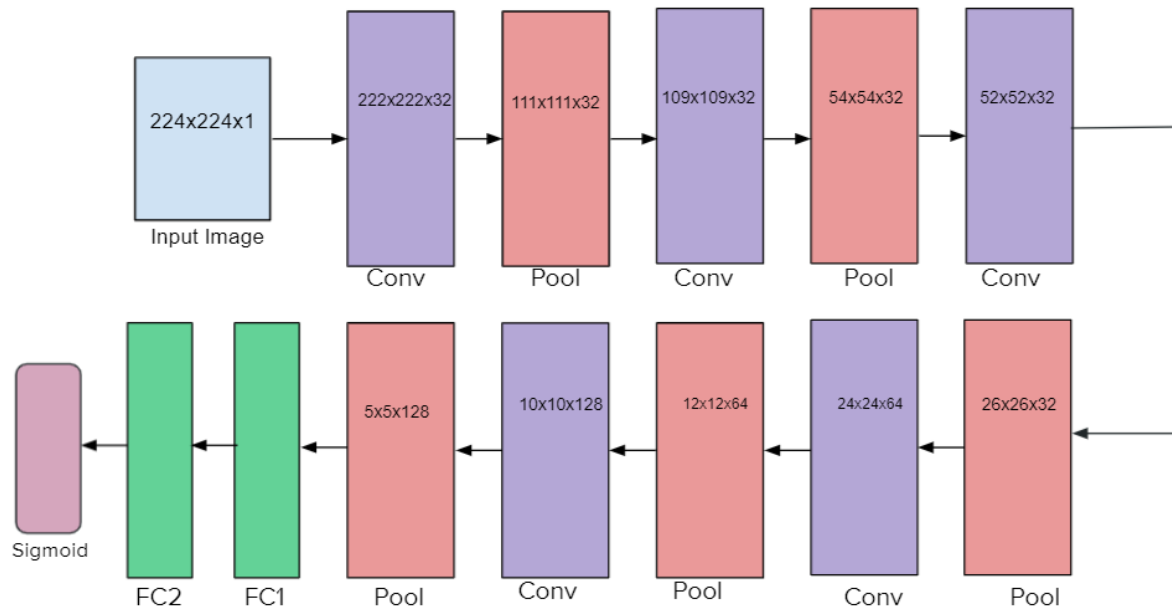 224x224x1
Input Image
222x222x32
Conv
111x111x32
Pool
109x109x32
Conv
54x54x32
Pool
52x52x32
Conv
26x26x32
Pool
24x24x64
Conv
12x12x64
Pool
10x10x128
Conv
5x5x128
Pool
FC1
FC2
Sigmoid